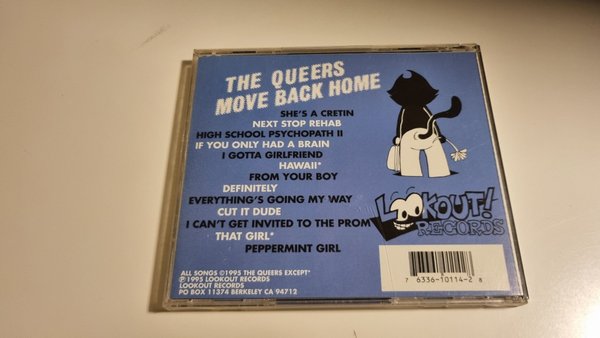 THE QUEERS
MOVE BACK HOME
SHE'S A CRETIN
NEXT STOP REHAB
HIGH SCHOOL PSYCHOPATH II
IF YOU ONLY HAD A BRAIN
I GOTTA GIRLFRIEND
HAWAII*
FROM YOUR BOY
DEFINITELY
EVERYTHING'S GOING MY WAY
CUT IT DUDE
I CAN'T GET INVITED TO THE PROM
THAT GIRL*
PEPPERMINT GIRL
LOOKOUT!
RECORDS
7 63361-10114-2 8
ALL SONGS ©1995 THE QUEERS EXCEPT*
℗ 1995 LOOKOUT RECORDS
LOOKOUT RECORDS
PO BOX 11374 BERKELEY CA 94712